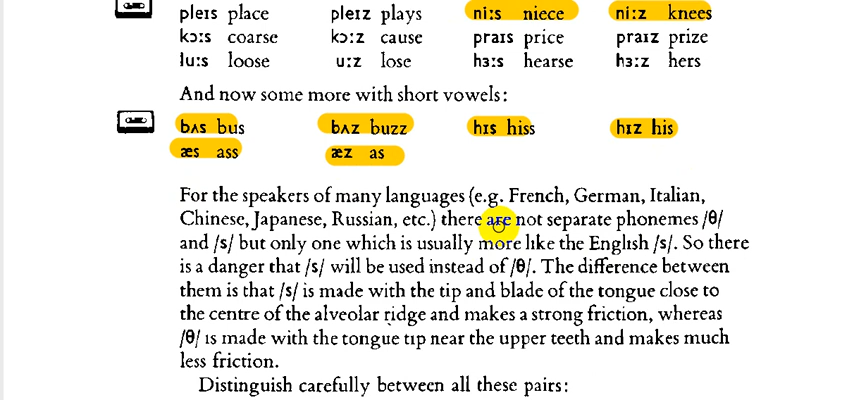 pleɪs place pleɪz plays niːs niece niːz knees
kɔːs coarse kɔːz cause praɪs price praɪz prize
luːs loose uːz lose hɜːs hearse hɜːz hers
And now some more with short vowels:
bʌs bus bʌz buzz hɪs hiss hɪz his
æs ass æz as
For the speakers of many languages (e.g. French, German, Italian,
Chinese, Japanese, Russian, etc.) there are not separate phonemes /θ/
and /s/ but only one which is usually more like the English /s/. So there
is a danger that /s/ will be used instead of /θ/. The difference between
them is that /s/ is made with the tip and blade of the tongue close to
the centre of the alveolar ridge and makes a strong friction, whereas
/θ/ is made with the tongue tip near the upper teeth and makes much
less friction.
Distinguish carefully between all these pairs: